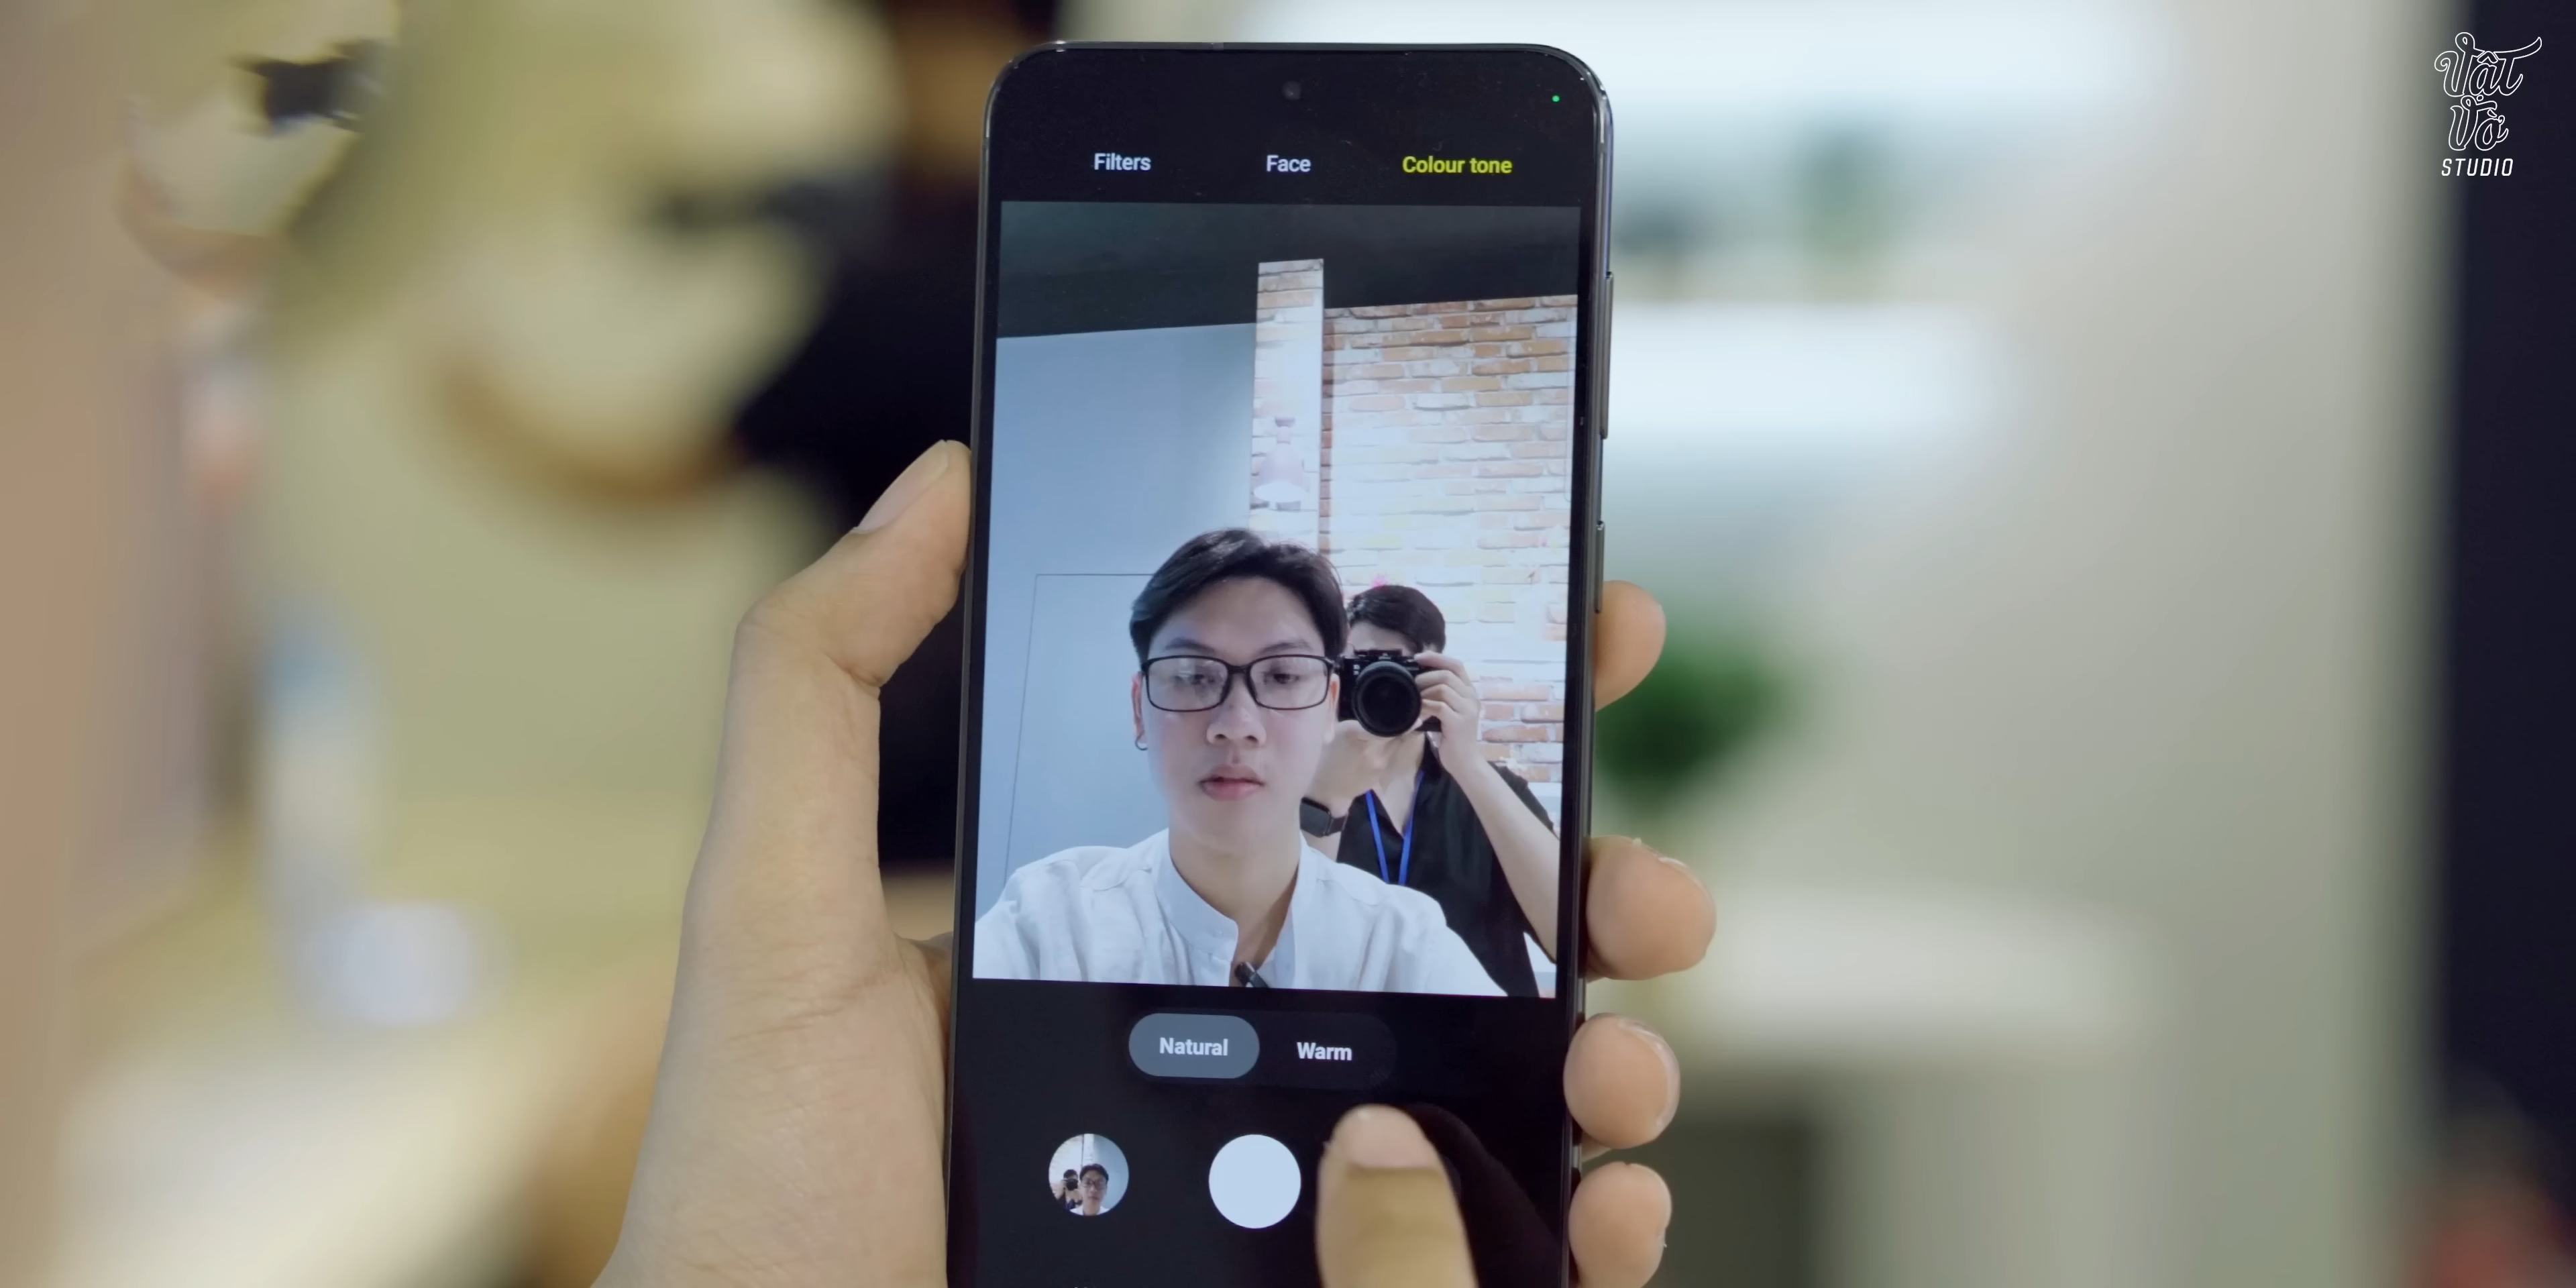 Vật
Vờ
STUDIO
Filters Face Colour tone
Natural Warm